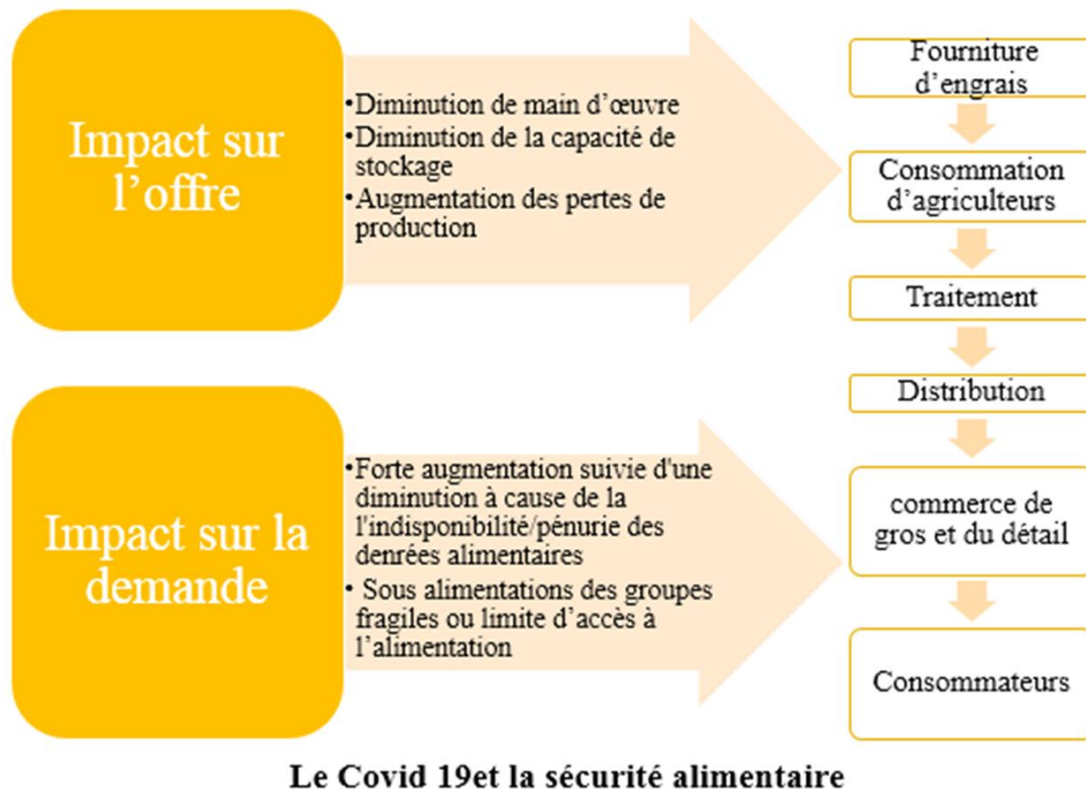 Impact sur
l'offre
•Diminution de main d'œuvre
•Diminution de la capacité de
stockage
•Augmentation des pertes de
production
Impact sur la
demande
•Forte augmentation suivie d'une
diminution à cause de la
l'indisponibilité/pénurie des
denrées alimentaires
• Sous alimentations des groupes
fragiles ou limite d'accès à
l'alimentation
Fourniture
d'engrais
Consommation
d'agriculteurs
Traitement
Distribution
commerce de
gros et du détail
Consommateurs
Le Covid 19et la sécurité alimentaire